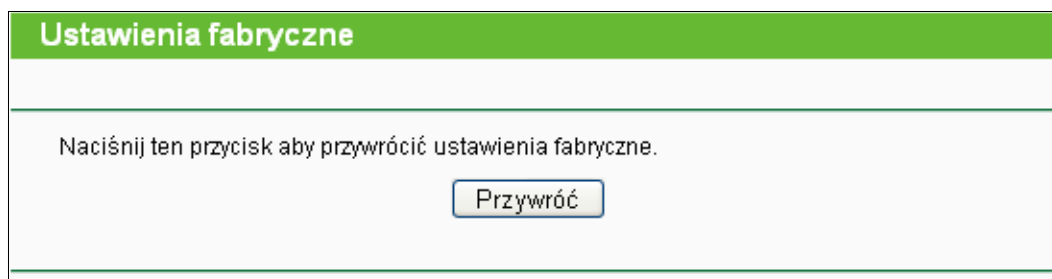 Ustawienia fabryczne
Naciśnij ten przycisk aby przywrócić ustawienia fabryczne.
Przywróć